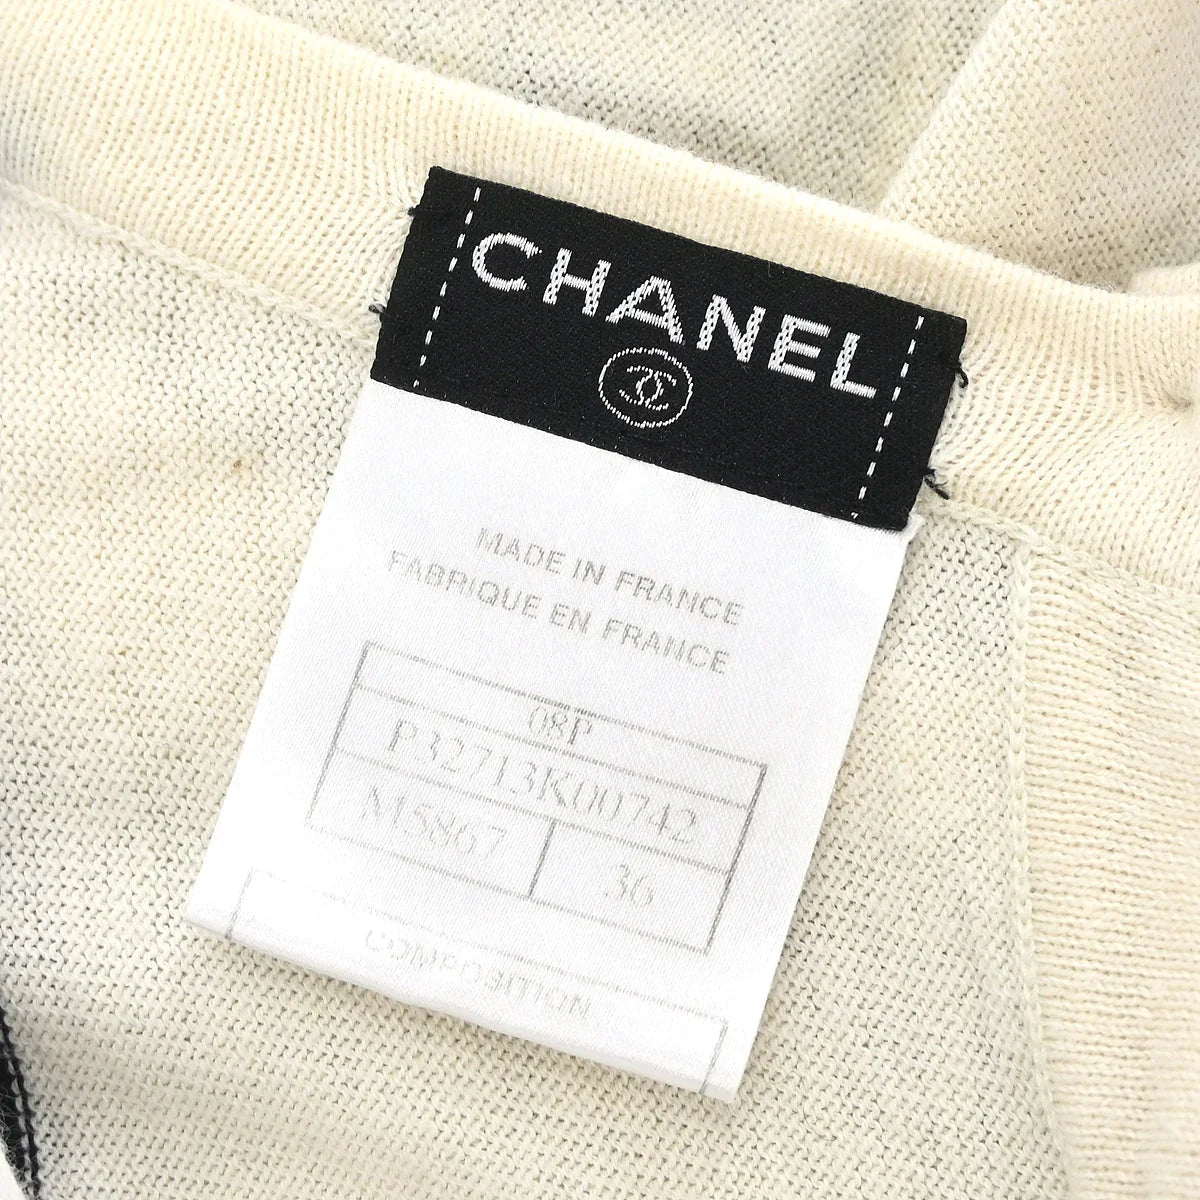 CHANEL
MADE IN FRANCE
FABRIQUE EN FRANCE
08P
P32713K00742
M5867
36
COMPOSITION